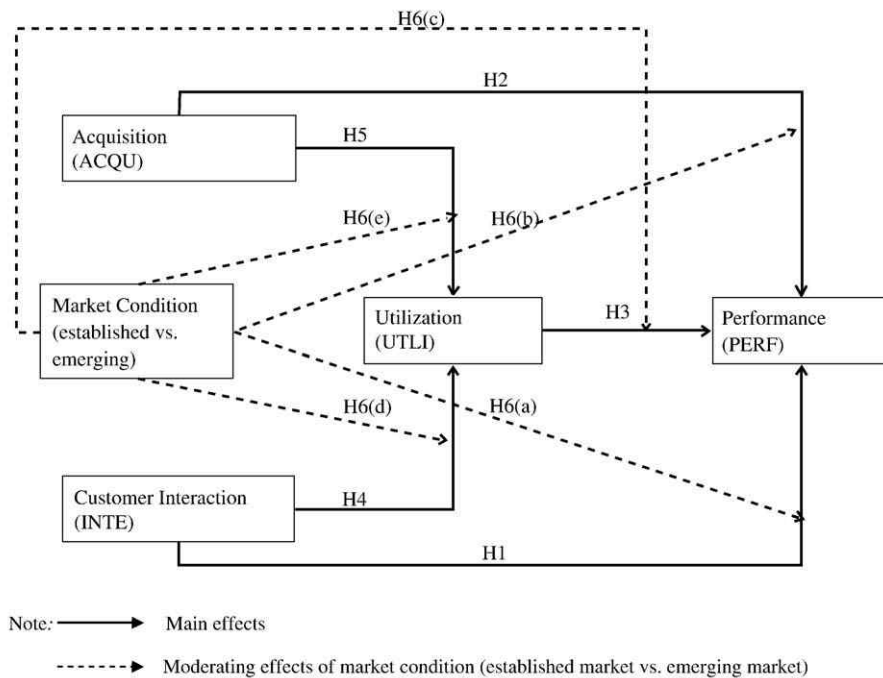 H6(c)
H2
Acquisition
(ACQU)
H5
H6(e)
H6(b)
Market Condition
(established vs.
emerging)
Utilization
(UTLI)
H3
Performance
(PERF)
H6(d)
H6(a)
Customer Interaction
(INTE)
H4
H1
Note: Main effects
Moderating effects of market condition (established market vs. emerging market)